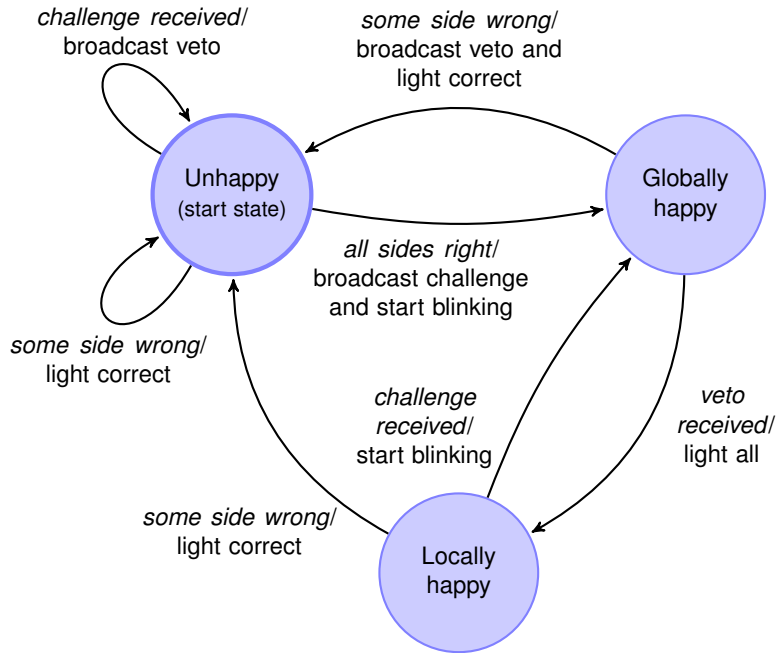 challenge received/
broadcast veto
some side wrong/
broadcast veto and
light correct
Unhappy
(start state)
Globally
happy
all sides right/
broadcast challenge
and start blinking
some side wrong/
light correct
challenge
received/
start blinking
veto
received/
light all
some side wrong/
light correct
Locally
happy